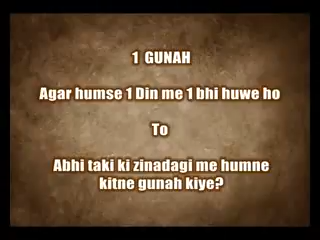 1 GUNAH
Agar humse 1 Din me 1 bhi huwe ho
To
Abhi taki ki zinadagi me humne
kitne gunah kiye?